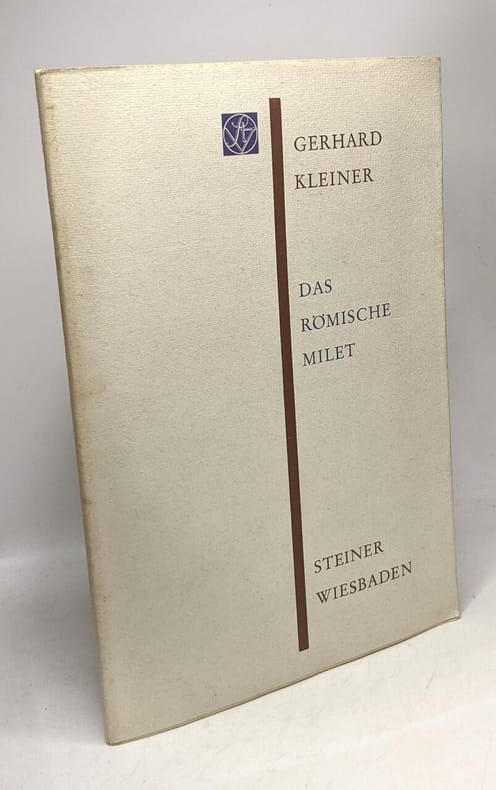 GERHARD
KLEINER
DAS
RÖMISCHE
MILET
STEINER
WIESBADEN